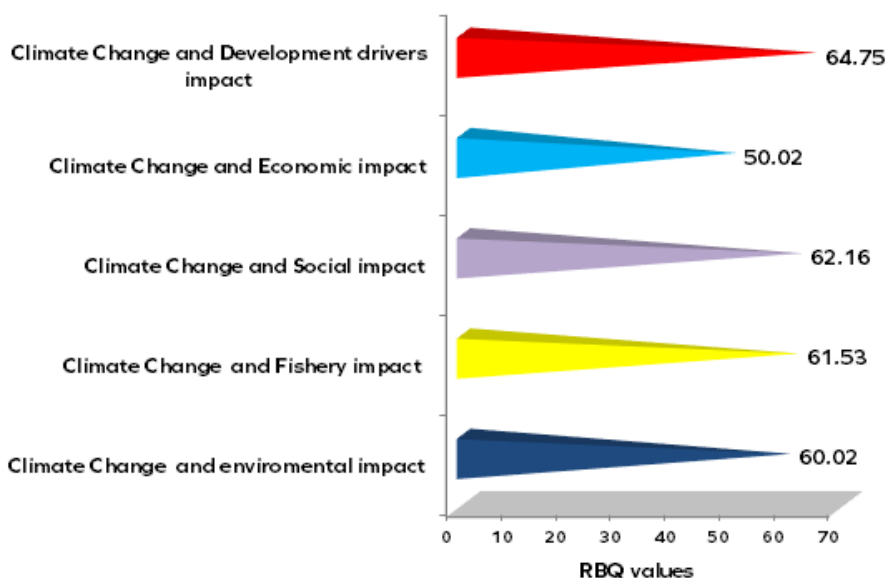 Climate Change and Development drivers
impact
64.75
Climate Change and Economic impact
50.02
Climate Change and Social impact
62.16
Climate Change and Fishery impact
61.53
Climate Change and enviromental impact
60.02
0 10 20 30 40 50 60 70
RBQ values